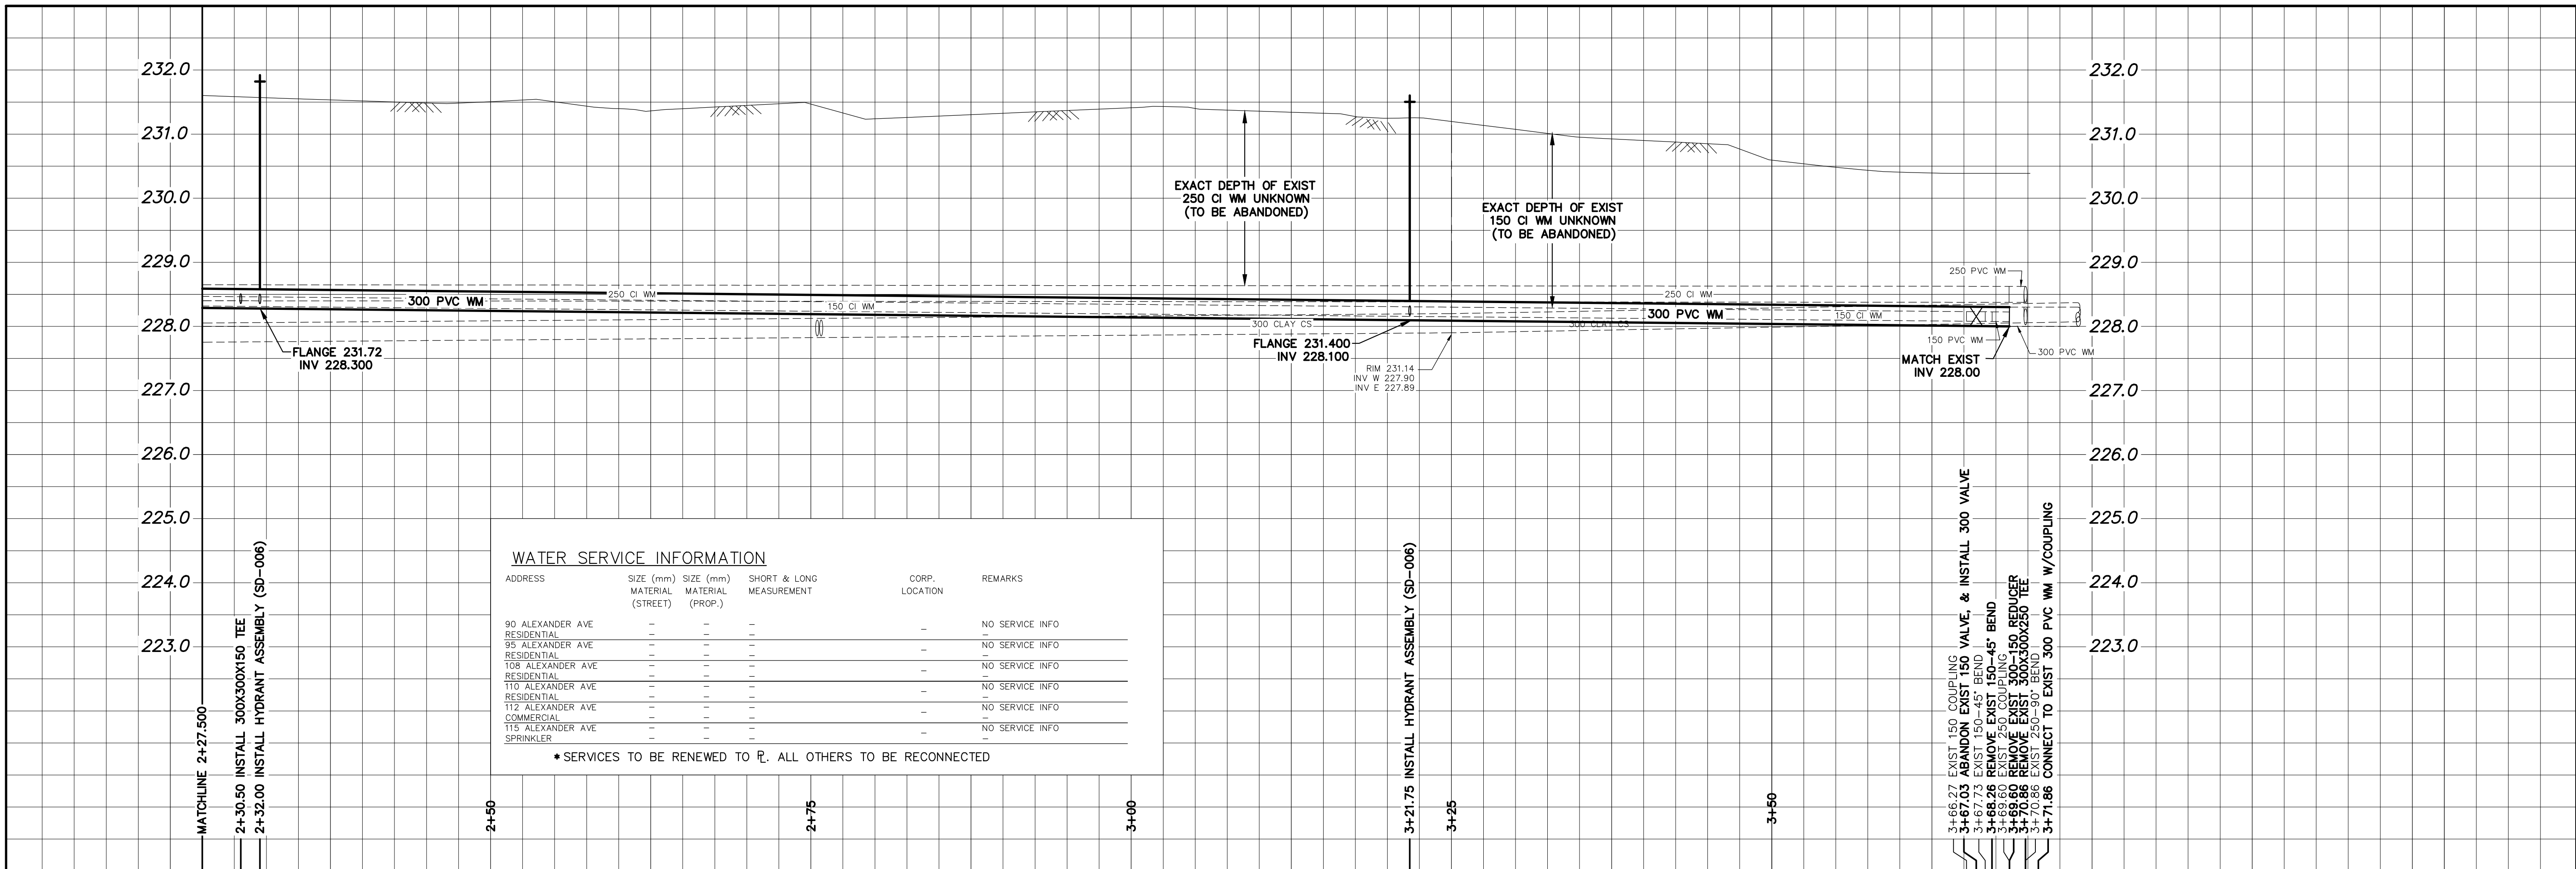 232.0
231.0
230.0
229.0
228.0
227.0
226.0
225.0
224.0
223.0
232.0
231.0
230.0
229.0
228.0
227.0
226.0
225.0
224.0
223.0
EXACT DEPTH OF EXIST
250 CI WM UNKNOWN
(TO BE ABANDONED)
EXACT DEPTH OF EXIST
150 CI WM UNKNOWN
(TO BE ABANDONED)
250 PVC WM
300 PVC WM
250 CI WM
150 CI WM
250 CI WM
300 PVC WM
150 CI WM
300 CLAY CS
300 CLAY CS
FLANGE 231.72
INV 228.300
FLANGE 231.400
INV 228.100
RIM 231.14
INV W 227.90
INV E 227.89
150 PVC WM
300 PVC WM
MATCH EXIST
INV 228.00
WATER SERVICE INFORMATION
ADDRESS SIZE (mm) SIZE (mm) SHORT & LONG CORP. REMARKS
MATERIAL MATERIAL MEASUREMENT LOCATION
(STREET) (PROP.)
90 ALEXANDER AVE – – – NO SERVICE INFO
–
RESIDENTIAL – – – –
95 ALEXANDER AVE – – – NO SERVICE INFO
–
RESIDENTIAL – – – –
108 ALEXANDER AVE – – – NO SERVICE INFO
–
RESIDENTIAL – – – –
110 ALEXANDER AVE – – – NO SERVICE INFO
–
RESIDENTIAL – – – –
112 ALEXANDER AVE – – – NO SERVICE INFO
–
COMMERCIAL – – – –
115 ALEXANDER AVE – – – NO SERVICE INFO
–
SPRINKLER – – – –
* SERVICES TO BE RENEWED TO ⅊. ALL OTHERS TO BE RECONNECTED
MATCHLINE 2+27.500
2+30.50 INSTALL 300X300X150 TEE
2+32.00 INSTALL HYDRANT ASSEMBLY (SD-006)
2+50
2+75
3+00
3+21.75 INSTALL HYDRANT ASSEMBLY (SD-006)
3+25
3+50
3+66.27 EXIST 150 COUPLING
3+67.03 ABANDON EXIST 150 VALVE, & INSTALL 300 VALVE
3+67.73 EXIST 150-45° BEND
3+68.26 REMOVE EXIST 150-45° BEND
3+69.60 EXIST 250 COUPLING
3+69.60 REMOVE EXIST 300-150 REDUCER
3+70.86 REMOVE EXIST 300X300X250 TEE
3+70.86 EXIST 250-90° BEND
3+71.86 CONNECT TO EXIST 300 PVC WM W/COUPLING